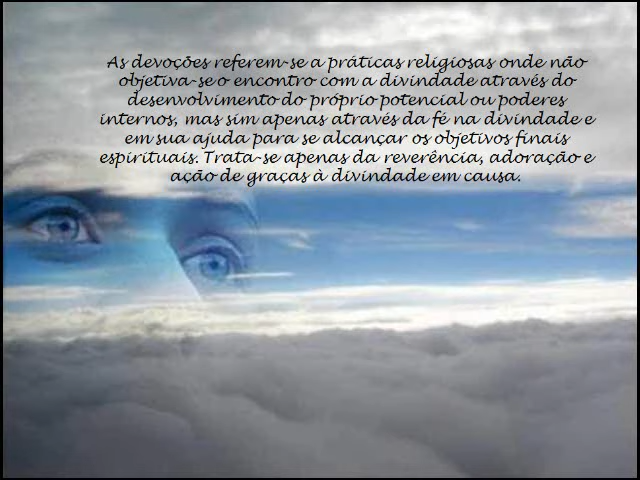 As devoções referem-se a práticas religiosas onde não
objetiva-se o encontro com a divindade através do
desenvolvimento do próprio potencial ou poderes
internos, mas sim apenas através da fé na divindade e
em sua ajuda para se alcançar os objetivos finais
espirituais. Trata-se apenas da reverência, adoração e
ação de graças à divindade em causa.